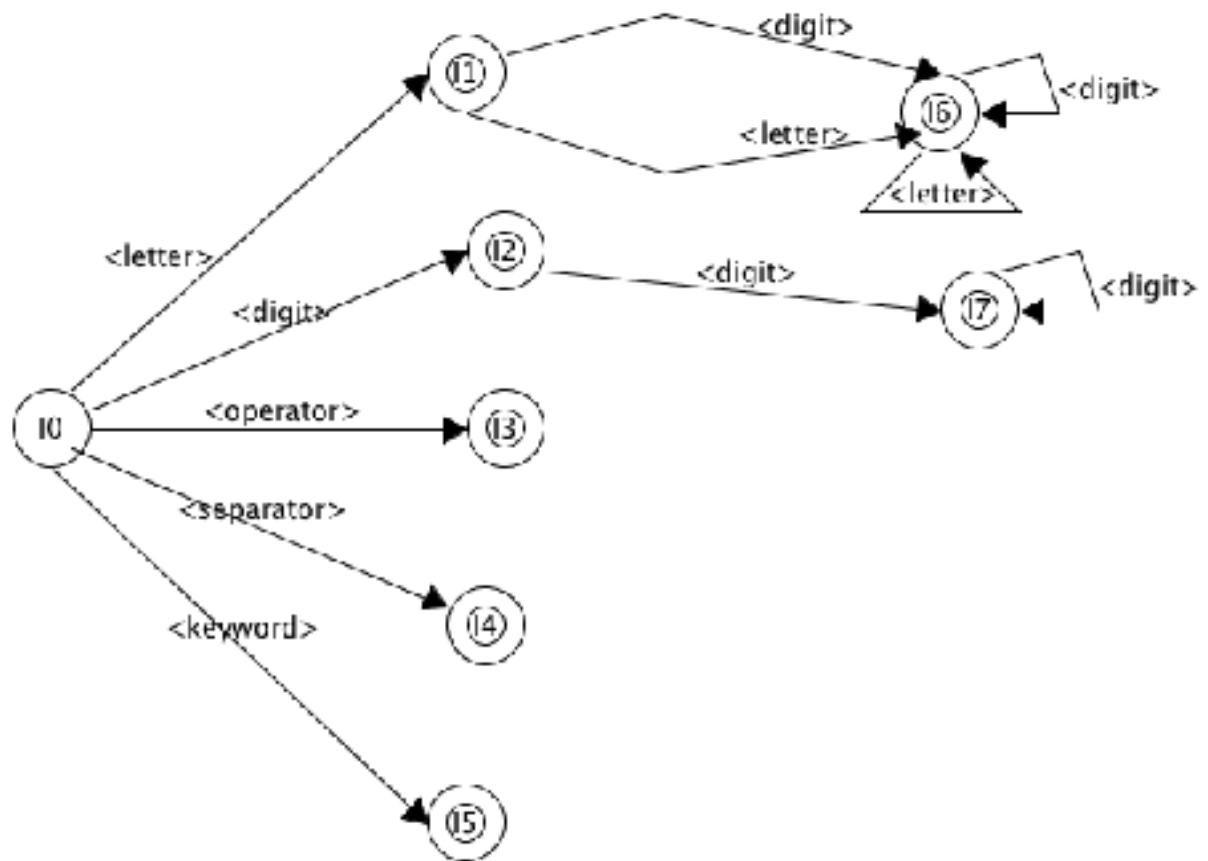 <digit>
I1
<digit>
I6
<letter>
<letter>
<letter>
I2
<digit>
<digit>
<digit>
I7
<operator>
I0
I3
<separator>
I4
<keyword>
I5